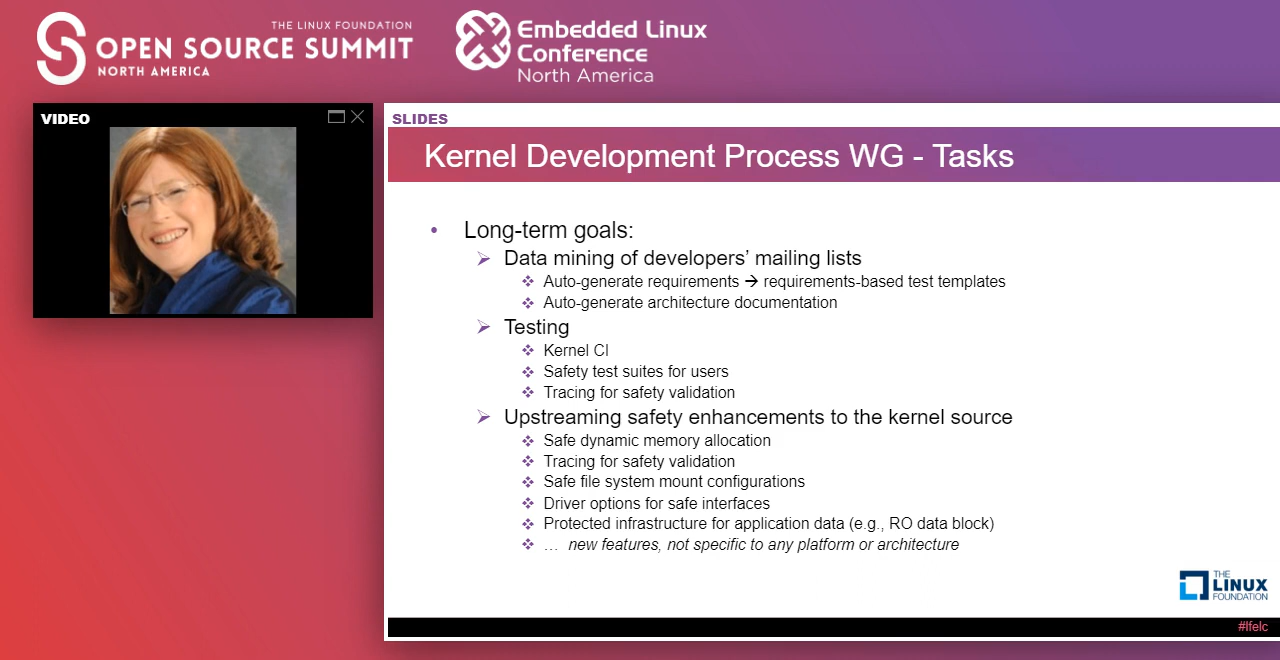 THE LINUX FOUNDATION
OPEN SOURCE SUMMIT
NORTH AMERICA
Embedded Linux
Conference
North America
VIDEO
SLIDES
Kernel Development Process WG - Tasks
• Long-term goals:
➢ Data mining of developers’ mailing lists
❖ Auto-generate requirements → requirements-based test templates
❖ Auto-generate architecture documentation
➢ Testing
❖ Kernel CI
❖ Safety test suites for users
❖ Tracing for safety validation
➢ Upstreaming safety enhancements to the kernel source
❖ Safe dynamic memory allocation
❖ Tracing for safety validation
❖ Safe file system mount configurations
❖ Driver options for safe interfaces
❖ Protected infrastructure for application data (e.g., RO data block)
❖ … new features, not specific to any platform or architecture
THE
LINUX
FOUNDATION
#lfelc